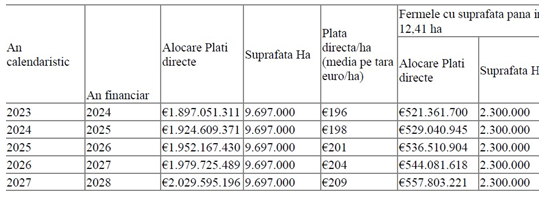 An calendaristic An financiar Alocare Plati directe Suprafata Ha Plata directa/ha (media pe tara euro/ha) Fermele cu suprafata pana 12,41 ha
Alocare Plati directe Suprafata
2023 2024 €1.897.051.311 9.697.000 €196 €521.361.700 2.300.000
2024 2025 €1.924.609.371 9.697.000 €198 €529.040.945 2.300.000
2025 2026 €1.952.167.430 9.697.000 €201 €536.510.904 2.300.000
2026 2027 €1.979.725.489 9.697.000 €204 €544.081.618 2.300.000
2027 2028 €2.029.595.196 9.697.000 €209 €557.803.221 2.300.000